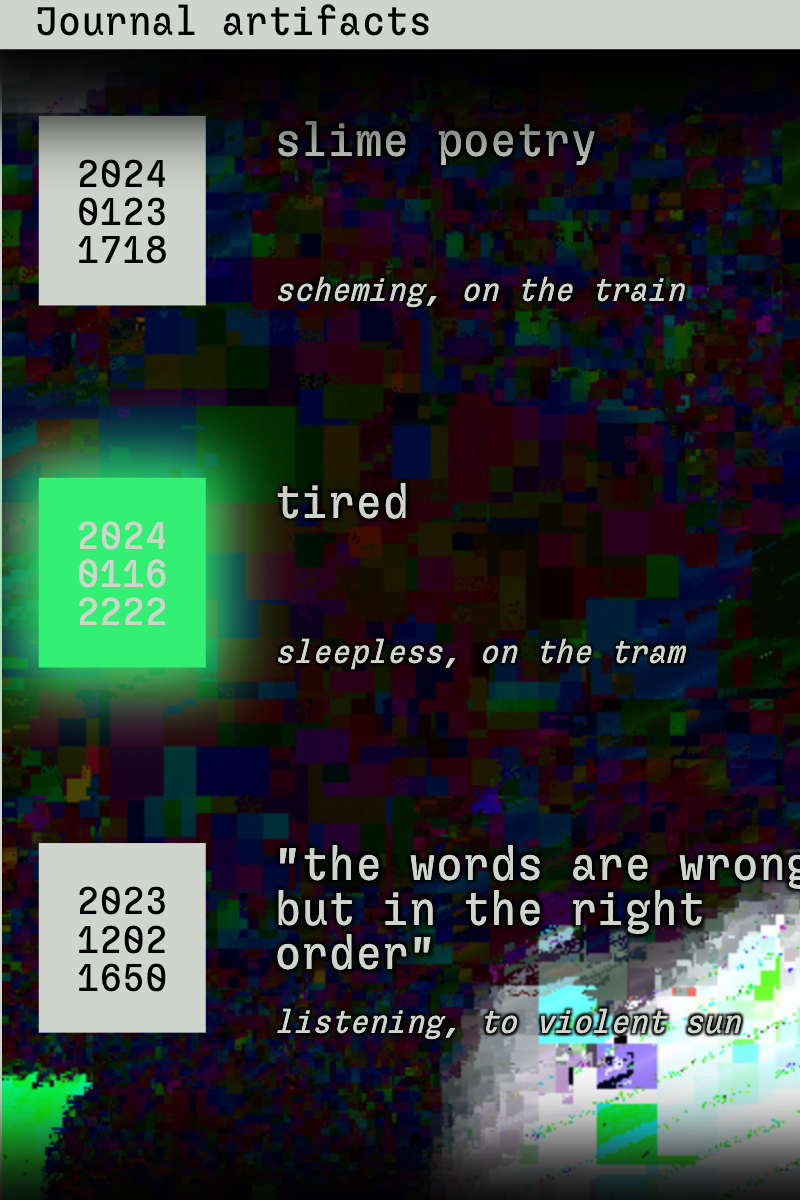 Journal artifacts
2024
0123
1718
slime poetry
scheming, on the train
2024
0116
2222
tired
sleepless, on the tram
2023
1202
1650
"the words are wrong
but in the right
order"
listening, to violent sun